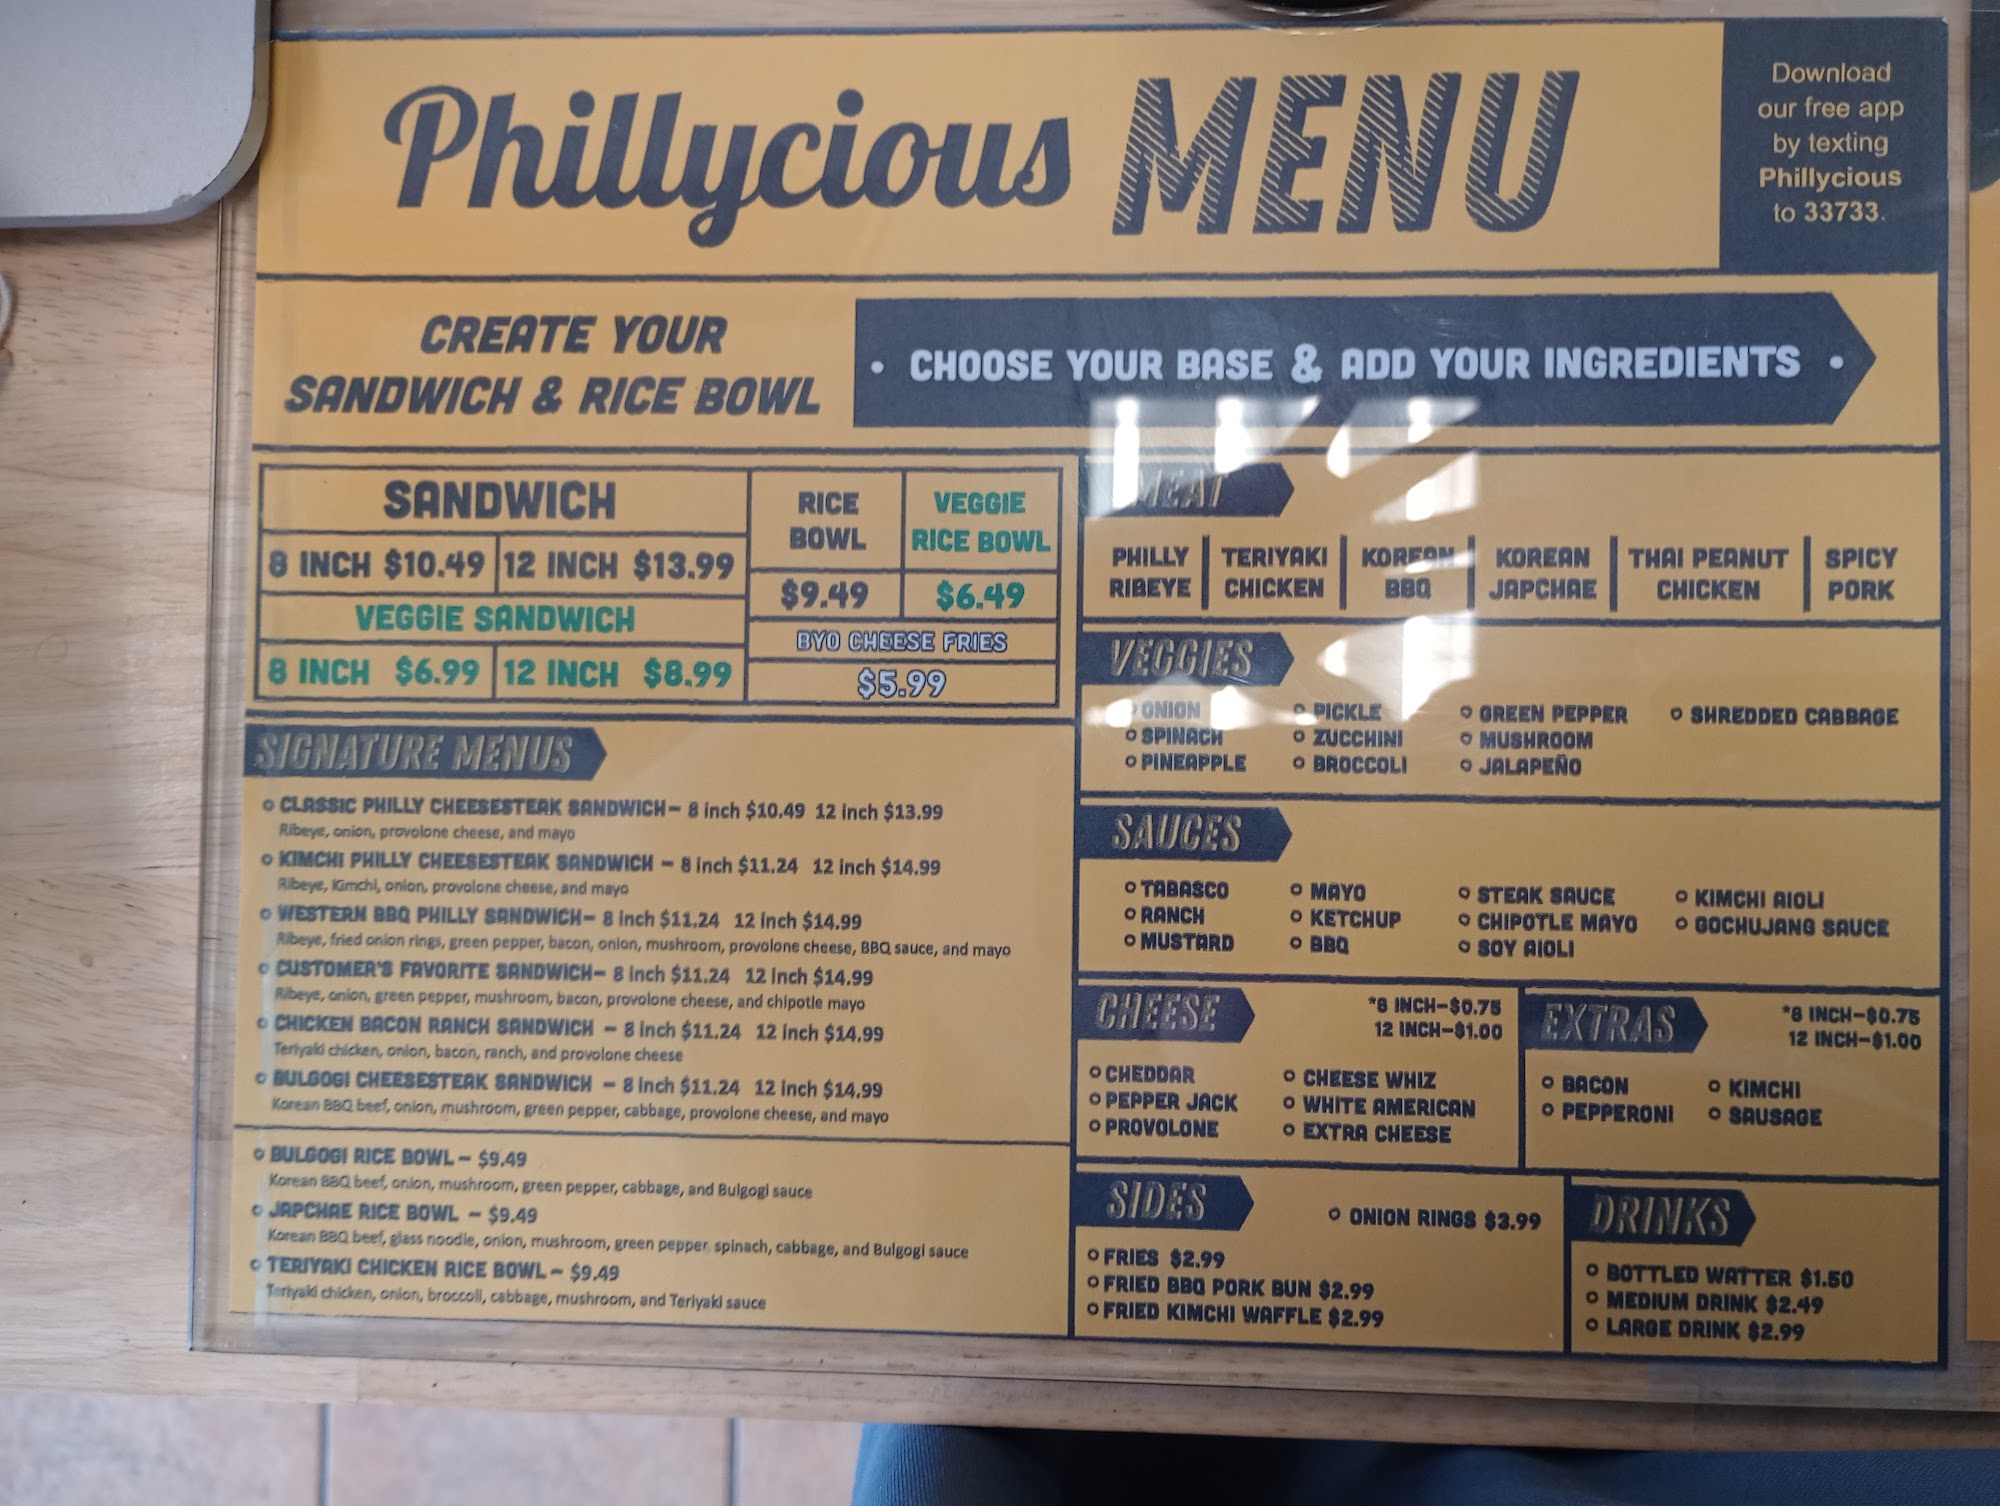 Phillycious MENU
Download
our free app
by texting
Phillycious
to 33733.
CREATE YOUR
SANDWICH & RICE BOWL
• CHOOSE YOUR BASE & ADD YOUR INGREDIENTS •
SANDWICH
8 INCH $10.49 12 INCH $13.99
VEGGIE SANDWICH
8 INCH $6.99 12 INCH $8.99
RICE
BOWL
$9.49
VEGGIE
RICE BOWL
$6.49
BYO CHEESE FRIES
$5.99
SIGNATURE MENUS
CLASSIC PHILLY CHEESESTEAK SANDWICH- 8 inch $10.49 12 inch $13.99
Ribeye, onion, provolone cheese, and mayo
KIMCHI PHILLY CHEESESTEAK SANDWICH - 8 inch $11.24 12 inch $14.99
Ribeye, Kimchi, onion, provolone cheese, and mayo
WESTERN BBQ PHILLY SANDWICH- 8 inch $11.24 12 inch $14.99
Ribeye, fried onion rings, green pepper, bacon, onion, mushroom, provolone cheese, BBQ sauce, and mayo
CUSTOMER'S FAVORITE SANDWICH- 8 inch $11.24 12 inch $14.99
Ribeye, onion, green pepper, mushroom, bacon, provolone cheese, and chipotle mayo
CHICKEN BACON RANCH SANDWICH - 8 inch $11.24 12 inch $14.99
Teriyaki chicken, onion, bacon, ranch, and provolone cheese
BULGOGI CHEESESTEAK SANDWICH - 8 inch $11.24 12 inch $14.99
Korean BBQ beef, onion, mushroom, green pepper, cabbage, provolone cheese, and mayo
BULGOGI RICE BOWL - $9.49
Korean BBQ beef, onion, mushroom, green pepper, cabbage, and Bulgogi sauce
JAPCHAE RICE BOWL - $9.49
Korean BBQ beef, glass noodle, onion, mushroom, green pepper, spinach, cabbage, and Bulgogi sauce
TERIYAKI CHICKEN RICE BOWL - $9.49
Teriyaki chicken, onion, broccoli, cabbage, mushroom, and Teriyaki sauce
MEAT
PHILLY
RIBEYE
TERIYAKI
CHICKEN
KOREAN
BBQ
KOREAN
JAPCHAE
THAI PEANUT
CHICKEN
SPICY
PORK
VEGGIES
ONION PICKLE GREEN PEPPER SHREDDED CABBAGE
SPINACH ZUCCHINI MUSHROOM
PINEAPPLE BROCCOLI JALAPEÑO
SAUCES
TABASCO MAYO STEAK SAUCE KIMCHI AIOLI
RANCH KETCHUP CHIPOTLE MAYO GOCHUJANG SAUCE
MUSTARD BBQ SOY AIOLI
CHEESE
*8 INCH-$0.75
12 INCH-$1.00
CHEDDAR CHEESE WHIZ
PEPPER JACK WHITE AMERICAN
PROVOLONE EXTRA CHEESE
EXTRAS
*8 INCH-$0.75
12 INCH-$1.00
BACON KIMCHI
PEPPERONI SAUSAGE
SIDES
ONION RINGS $3.99
FRIES $2.99
FRIED BBQ PORK BUN $2.99
FRIED KIMCHI WAFFLE $2.99
DRINKS
BOTTLED WATTER $1.50
MEDIUM DRINK $2.49
LARGE DRINK $2.99